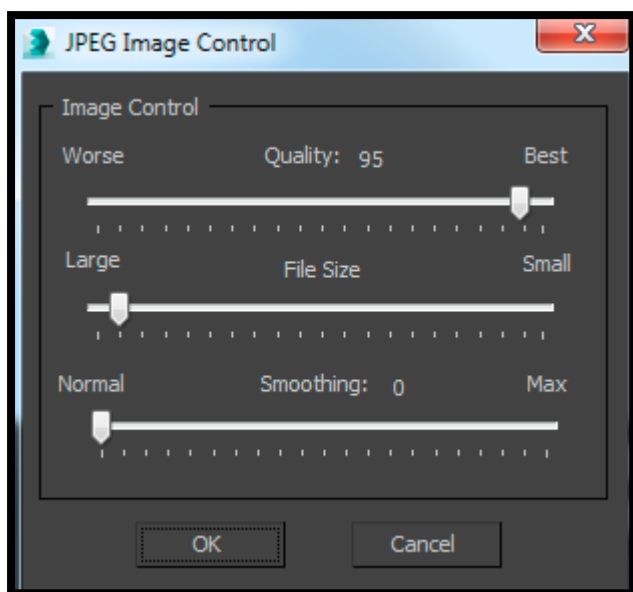 JPEG Image Control
Image Control
Worse Quality: 95 Best
Large File Size Small
Normal Smoothing: 0 Max
OK Cancel